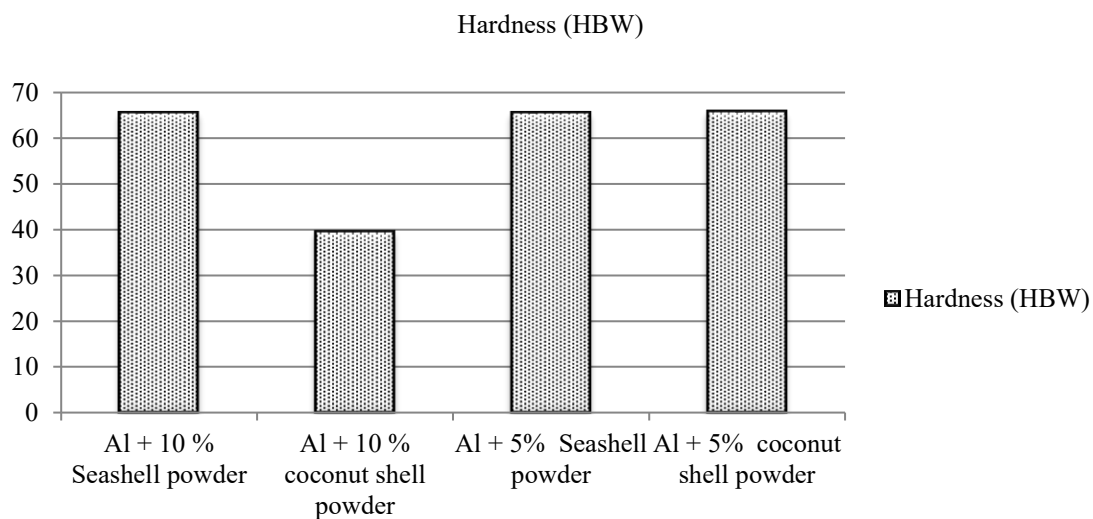 Hardness (HBW)
70
60
50
40
30
20
10
0
Al + 10 %
Seashell powder
Al + 10 %
coconut shell
powder
Al + 5%  Seashell
powder
Al + 5%  coconut
shell powder
Hardness (HBW)